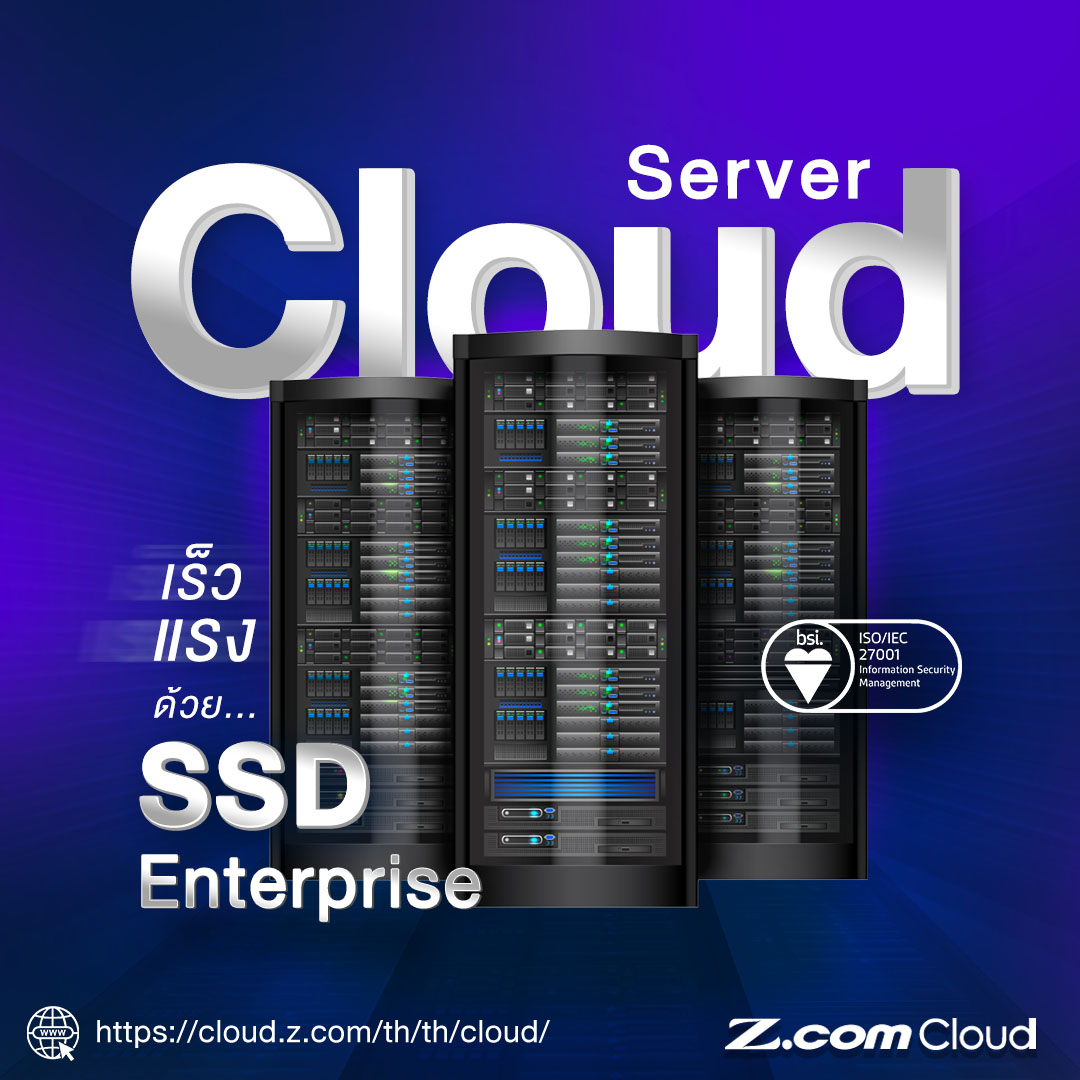 Server
Cloud
เร็ว
แรง
ด้วย...
SSD
Enterprise
bsi.
ISO/IEC
27001
Information Security
Management
www
https://cloud.z.com/th/th/cloud/
Z.com Cloud